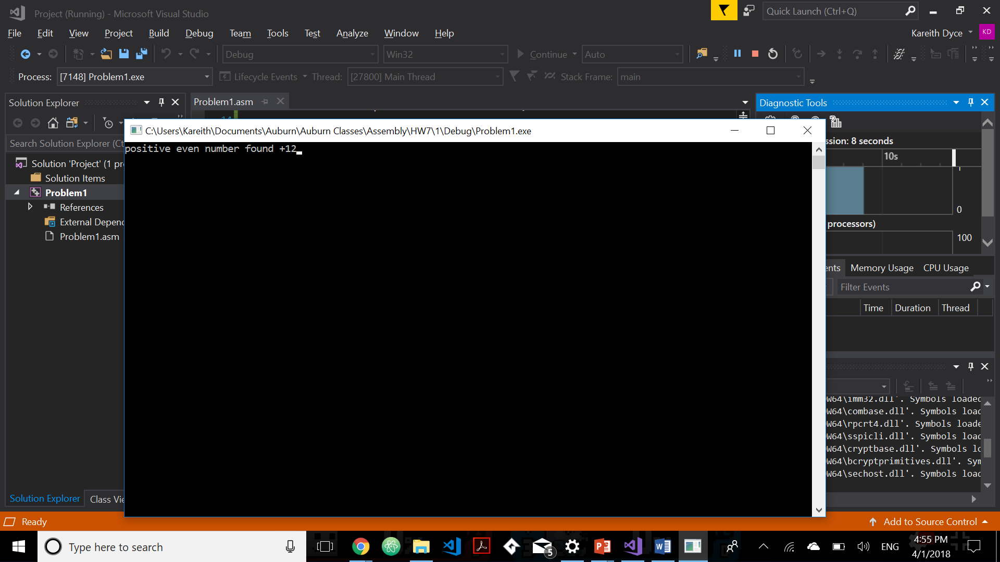 Project (Running) - Microsoft Visual Studio
Quick Launch (Ctrl+Q)
File Edit View Project Build Debug Team Tools Test Analyze Window Help
Kareith Dyce KD
Debug Win32 Continue Auto
Process: [7148] Problem1.exe Lifecycle Events Thread: [27800] Main Thread Stack Frame: main
Solution Explorer
Problem1.asm
Diagnostic Tools
14
Search Solution Explorer (Ct
C:\Users\Kareith\Documents\Auburn\Auburn Classes\Assembly\HW7\1\Debug\Problem1.exe
positive even number found +12
ssion: 8 seconds
10s
0
processors)
100
Solution 'Project' (1 pr
Solution Items
Problem1
References
External Depend
Problem1.asm
ents Memory Usage CPU Usage
Filter Events
Time Duration Thread
W64\imm32.dll'. Symbols loaded
W64\combase.dll'. Symbols load
W64\rpcrt4.dll'. Symbols loade
W64\sspicli.dll'. Symbols load
W64\cryptbase.dll'. Symbols lo
W64\bcryptprimitives.dll'. Sym
W64\sechost.dll'. Symbols load
Solution Explorer Class Vie
Ready
Add to Source Control
Type here to search
5
ENG
4:55 PM
4/1/2018